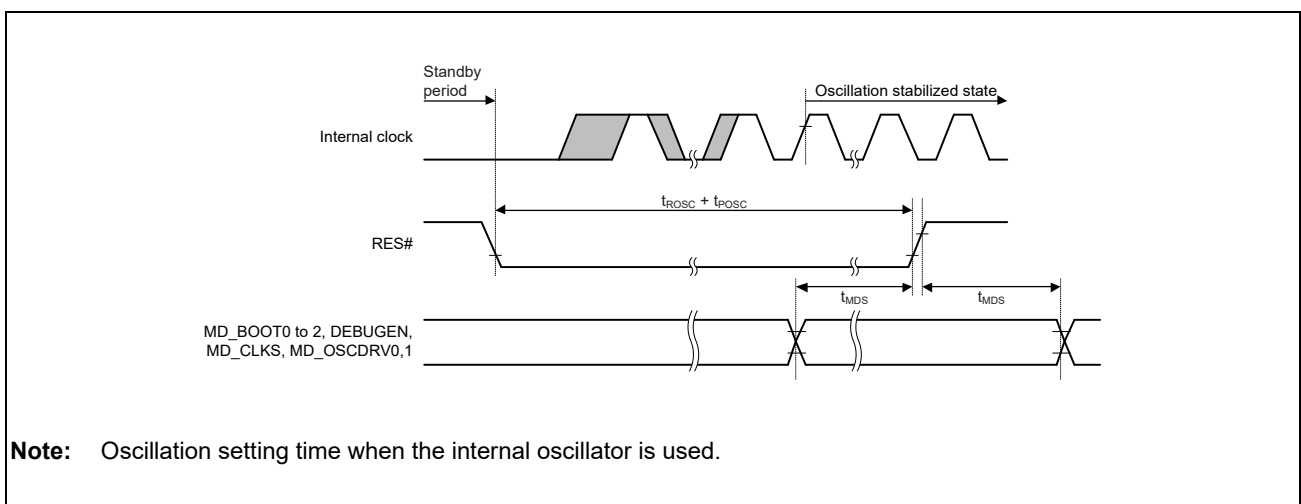 Standby
period
Oscillation stabilized state
Internal clock
tROSC + tPOSC
RES#
tMDS
tMDS
MD_BOOT0 to 2, DEBUGEN,
MD_CLKS, MD_OSCDRV0,1
Note: Oscillation setting time when the internal oscillator is used.